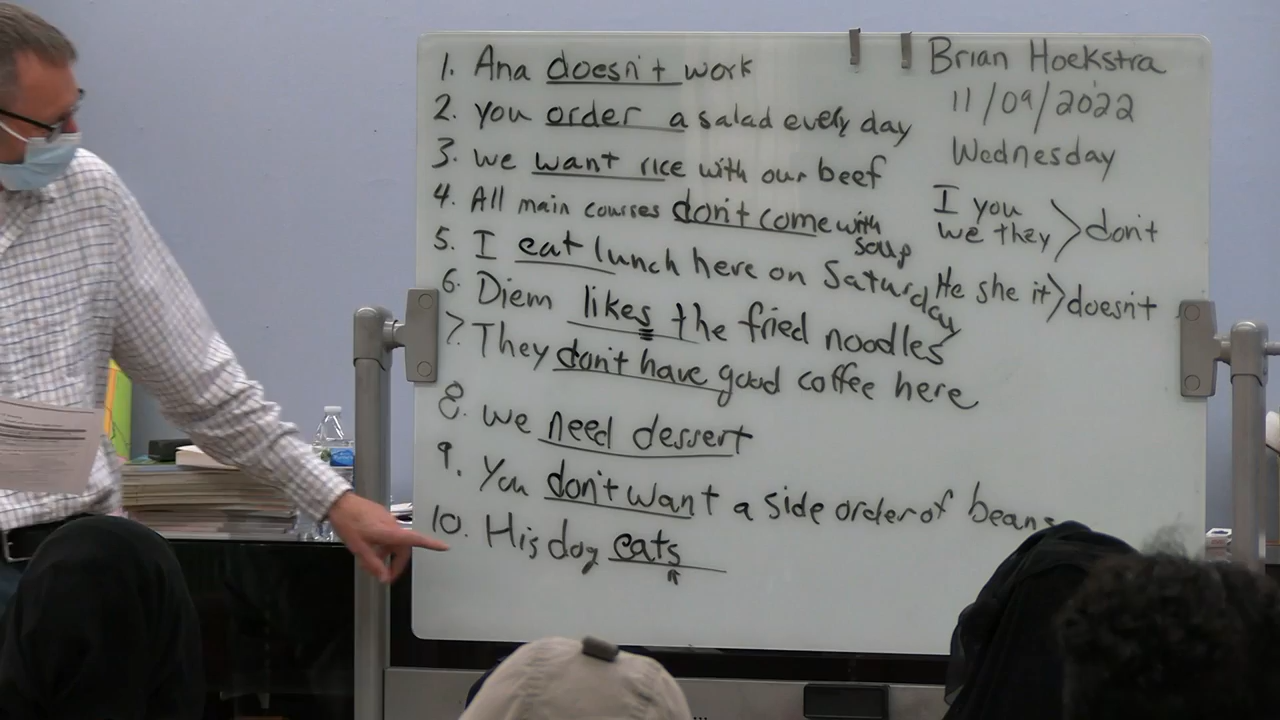 1. Ana doesn't work
2. you order a salad every day
3. we want rice with our beef
4. All main courses don't come with
soup
5. I eat lunch here on Saturday
6. Diem likes the fried noodles
7. They don't have good coffee here
8. we need dessert
9. You don't want a side order of beans
10. His dog eats
Brian Hoekstra
11/09/2022
Wednesday
I you
we they > don't
He she it > doesn't